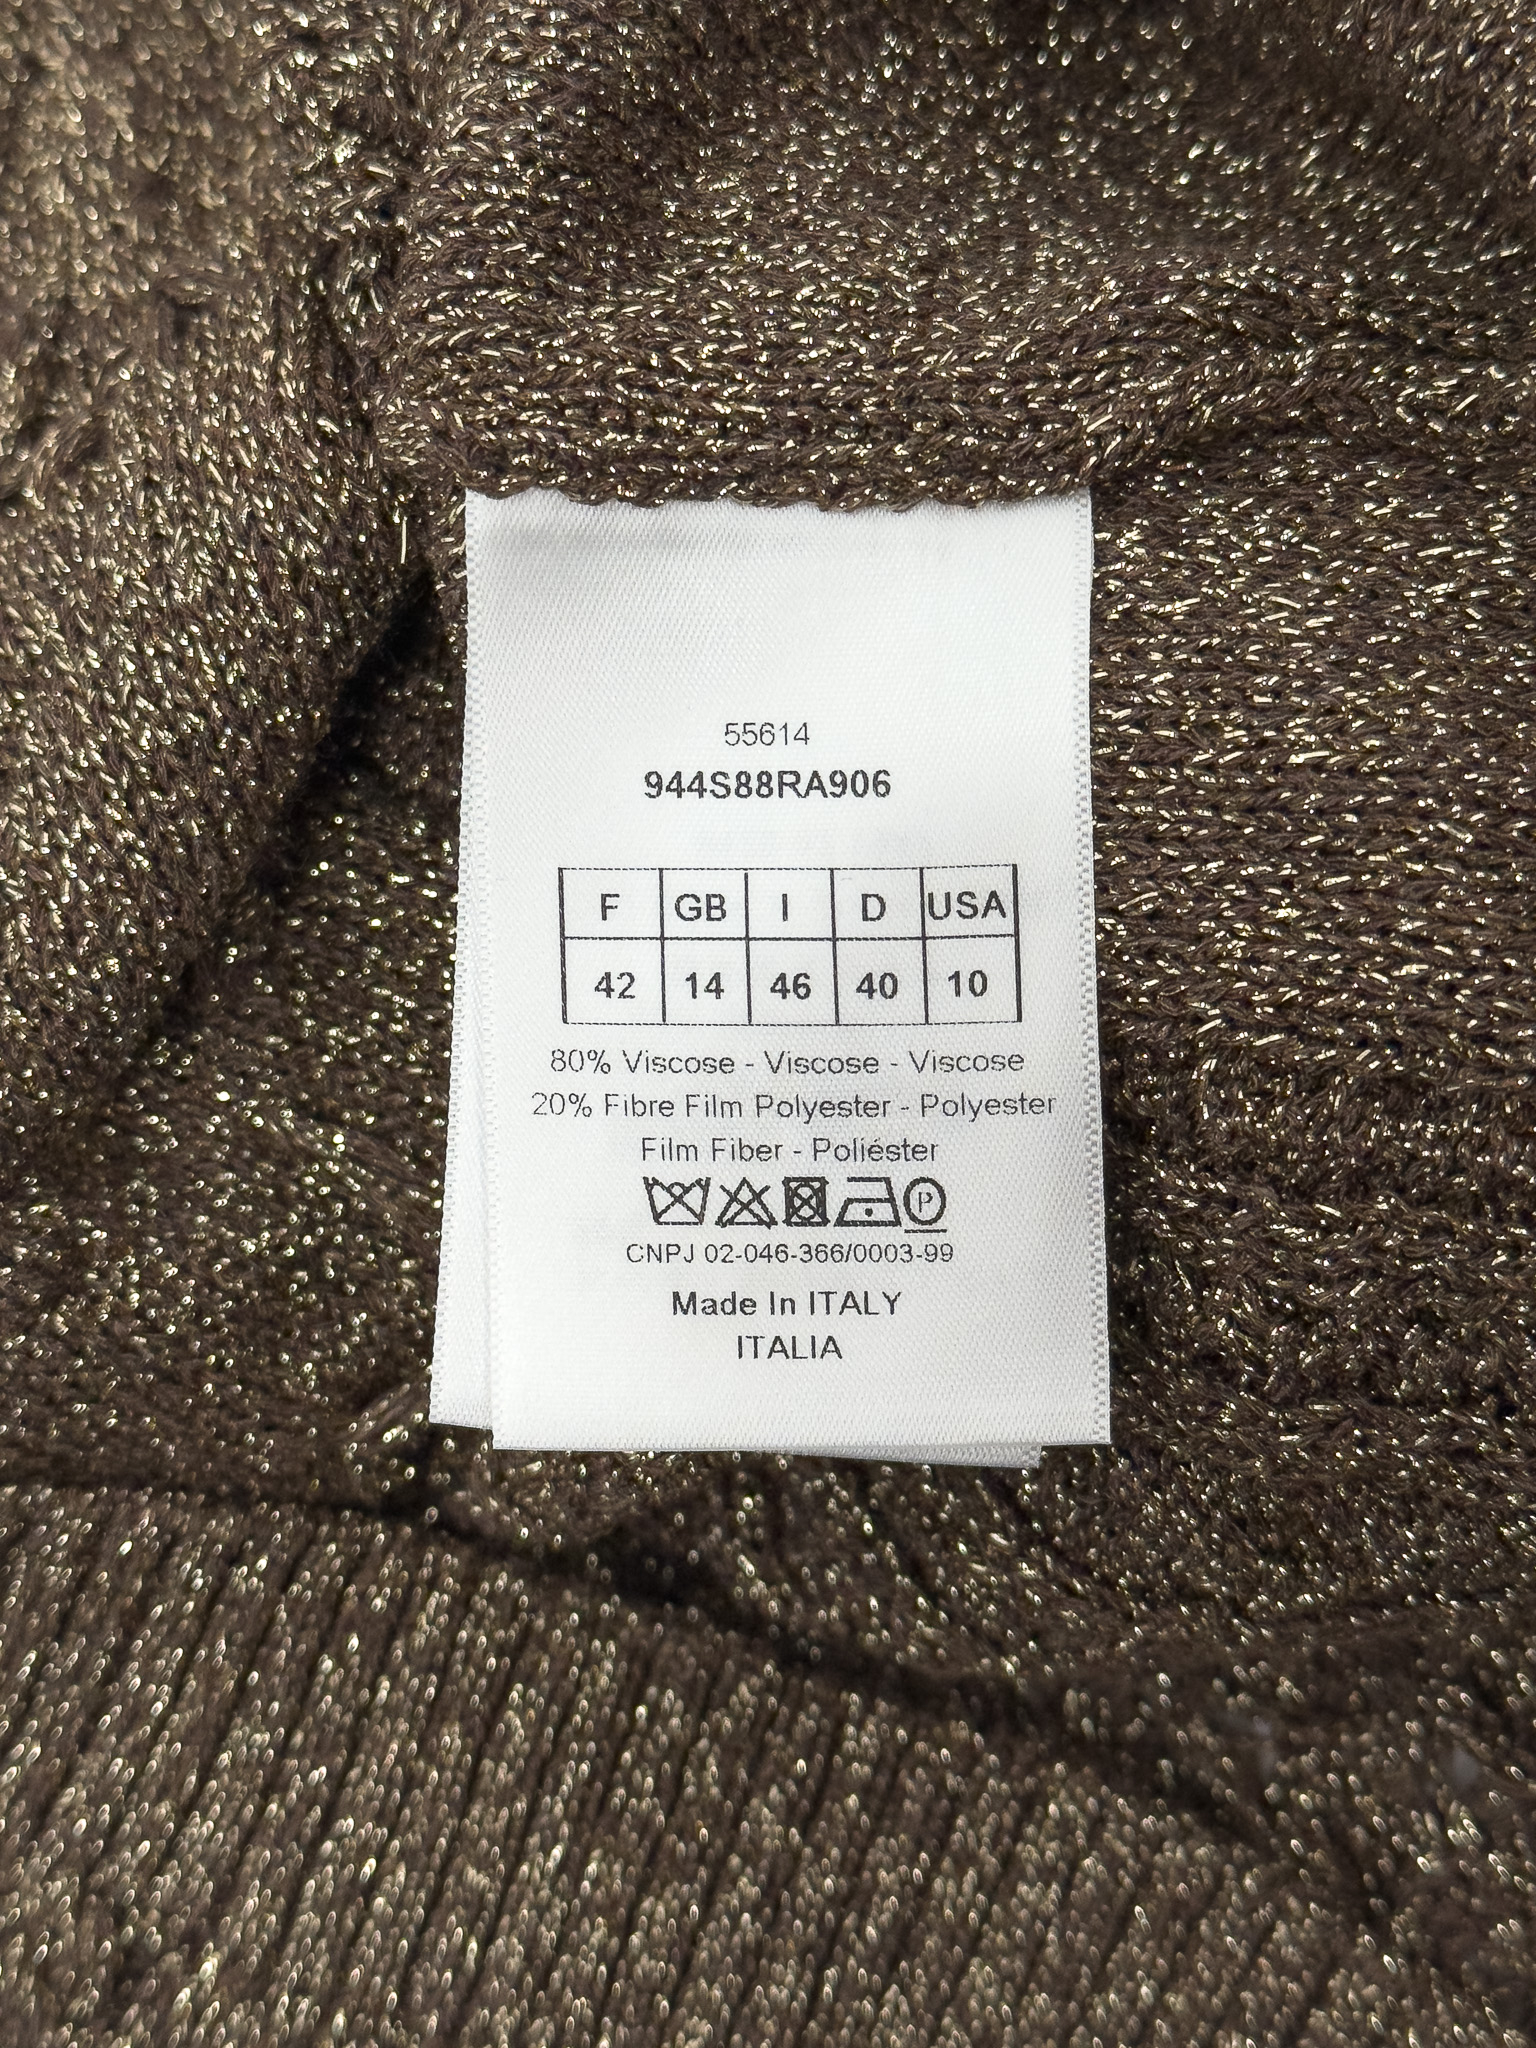 55614
944S88RA906
F GB I D USA
42 14 46 40 10
80% Viscose - Viscose - Viscose
20% Fibre Film Polyester - Polyester
Film Fiber - Poliéster
P
CNPJ 02-046-366/0003-99
Made In ITALY
ITALIA